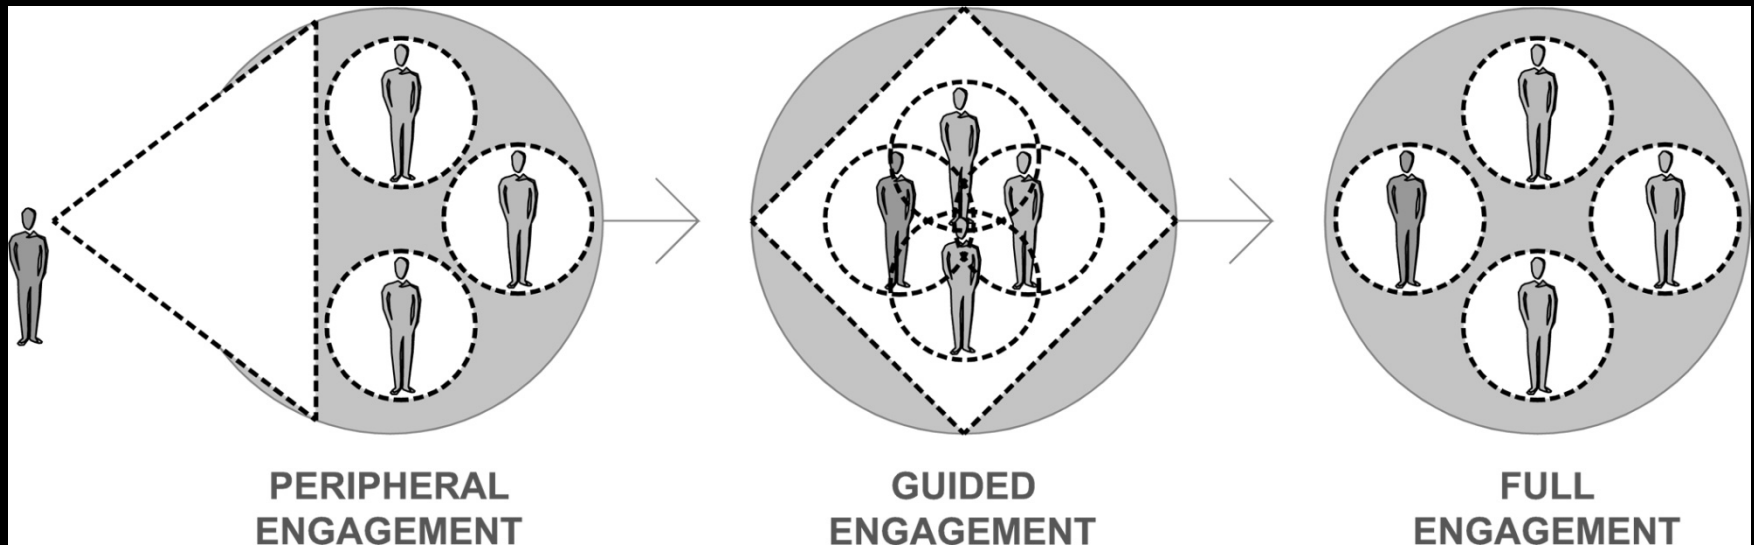 PERIPHERAL
ENGAGEMENT
GUIDED
ENGAGEMENT
FULL
ENGAGEMENT